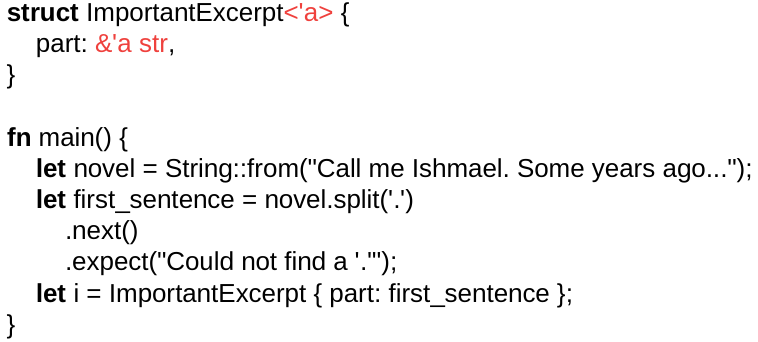 struct ImportantExcerpt<'a> {
part: &'a str,
}
fn main() {
let novel = String::from("Call me Ishmael. Some years ago...");
let first_sentence = novel.split('.')
.next()
.expect("Could not find a '.'");
let i = ImportantExcerpt { part: first_sentence };
}